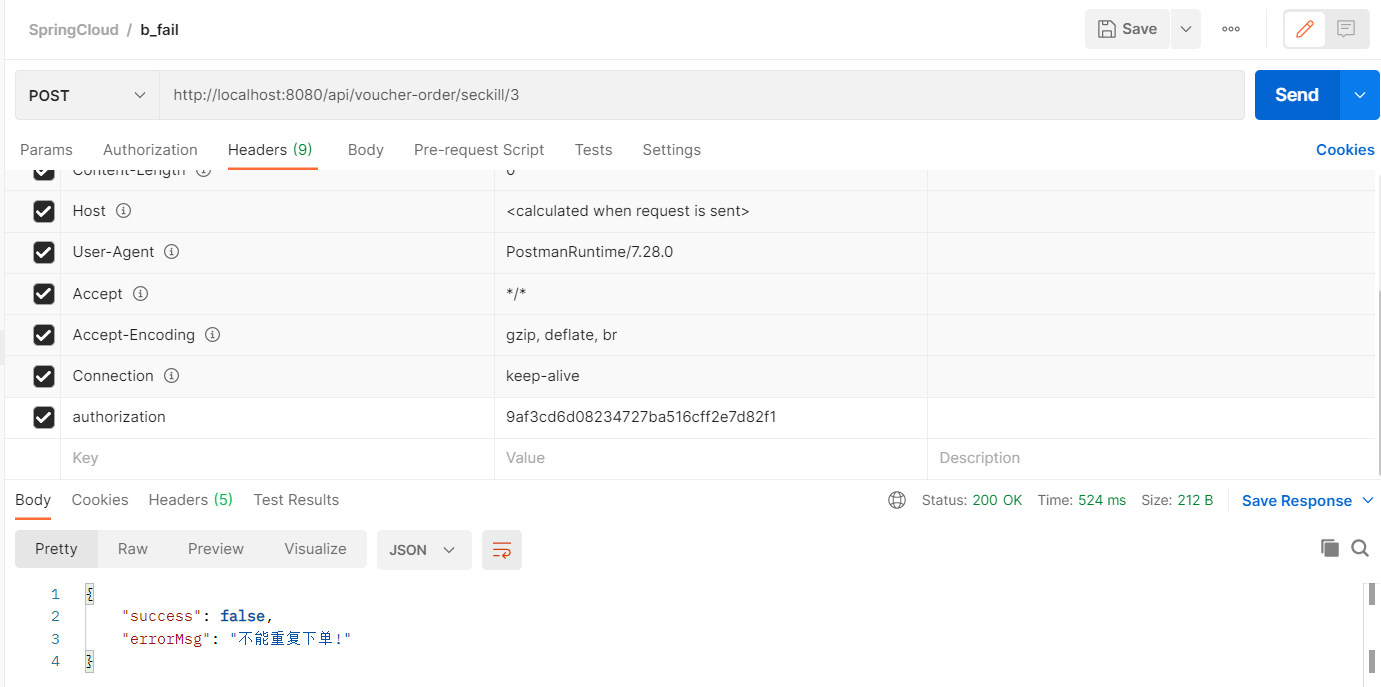 SpringCloud / b_fail
Save
POST http://localhost:8080/api/voucher-order/seckill/3 Send
Params Authorization Headers (9) Body Pre-request Script Tests Settings Cookies
Content-Length 0
Host <calculated when request is sent>
User-Agent PostmanRuntime/7.28.0
Accept */*
Accept-Encoding gzip, deflate, br
Connection keep-alive
authorization 9af3cd6d08234727ba516cff2e7d82f1
Key Value Description
Body Cookies Headers (5) Test Results Status: 200 OK Time: 524 ms Size: 212 B Save Response
Pretty Raw Preview Visualize JSON
1 {
2 "success": false,
3 "errorMsg": "不能重复下单!"
4 }